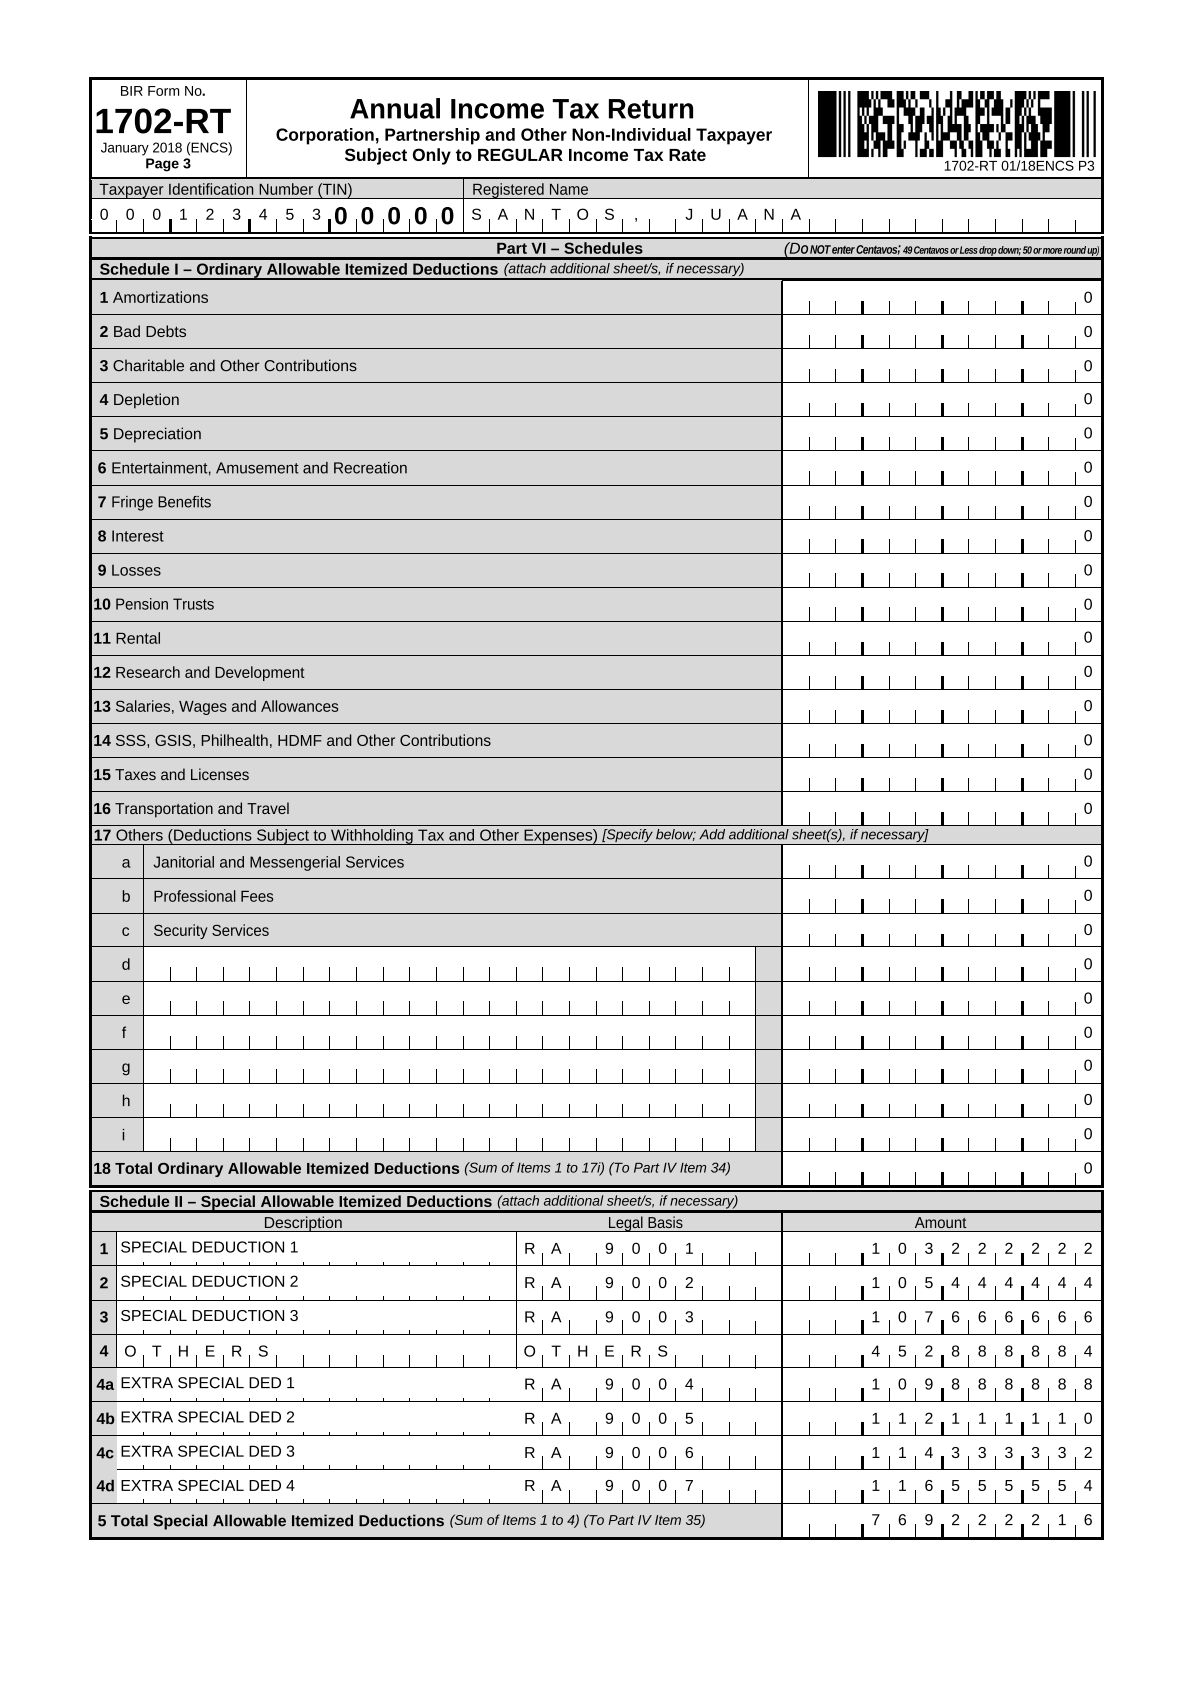 BIR Form No.
1702-RT
January 2018 (ENCS)
Page 3
Annual Income Tax Return
Corporation, Partnership and Other Non-Individual Taxpayer
Subject Only to REGULAR Income Tax Rate
1702-RT 01/18ENCS P3
Taxpayer Identification Number (TIN) Registered Name
0 0 0 1 2 3 4 5 3 0 0 0 0 0 S A N T O S , J U A N A
Part VI – Schedules (DO NOT enter Centavos; 49 Centavos or Less drop down; 50 or more round up)
Schedule I – Ordinary Allowable Itemized Deductions (attach additional sheet/s, if necessary)
1 Amortizations 0
2 Bad Debts 0
3 Charitable and Other Contributions 0
4 Depletion 0
5 Depreciation 0
6 Entertainment, Amusement and Recreation 0
7 Fringe Benefits 0
8 Interest 0
9 Losses 0
10 Pension Trusts 0
11 Rental 0
12 Research and Development 0
13 Salaries, Wages and Allowances 0
14 SSS, GSIS, Philhealth, HDMF and Other Contributions 0
15 Taxes and Licenses 0
16 Transportation and Travel 0
17 Others (Deductions Subject to Withholding Tax and Other Expenses) [Specify below; Add additional sheet(s), if necessary]
a Janitorial and Messengerial Services 0
b Professional Fees 0
c Security Services 0
d 0
e 0
f 0
g 0
h 0
i 0
18 Total Ordinary Allowable Itemized Deductions (Sum of Items 1 to 17i) (To Part IV Item 34) 0
Schedule II – Special Allowable Itemized Deductions (attach additional sheet/s, if necessary)
Description Legal Basis Amount
1 SPECIAL DEDUCTION 1 R A 9 0 0 1 1 0 3 2 2 2 2 2 2
2 SPECIAL DEDUCTION 2 R A 9 0 0 2 1 0 5 4 4 4 4 4 4
3 SPECIAL DEDUCTION 3 R A 9 0 0 3 1 0 7 6 6 6 6 6 6
4 O T H E R S O T H E R S 4 5 2 8 8 8 8 8 4
4a EXTRA SPECIAL DED 1 R A 9 0 0 4 1 0 9 8 8 8 8 8 8
4b EXTRA SPECIAL DED 2 R A 9 0 0 5 1 1 2 1 1 1 1 1 0
4c EXTRA SPECIAL DED 3 R A 9 0 0 6 1 1 4 3 3 3 3 3 2
4d EXTRA SPECIAL DED 4 R A 9 0 0 7 1 1 6 5 5 5 5 5 4
5 Total Special Allowable Itemized Deductions (Sum of Items 1 to 4) (To Part IV Item 35) 7 6 9 2 2 2 2 1 6